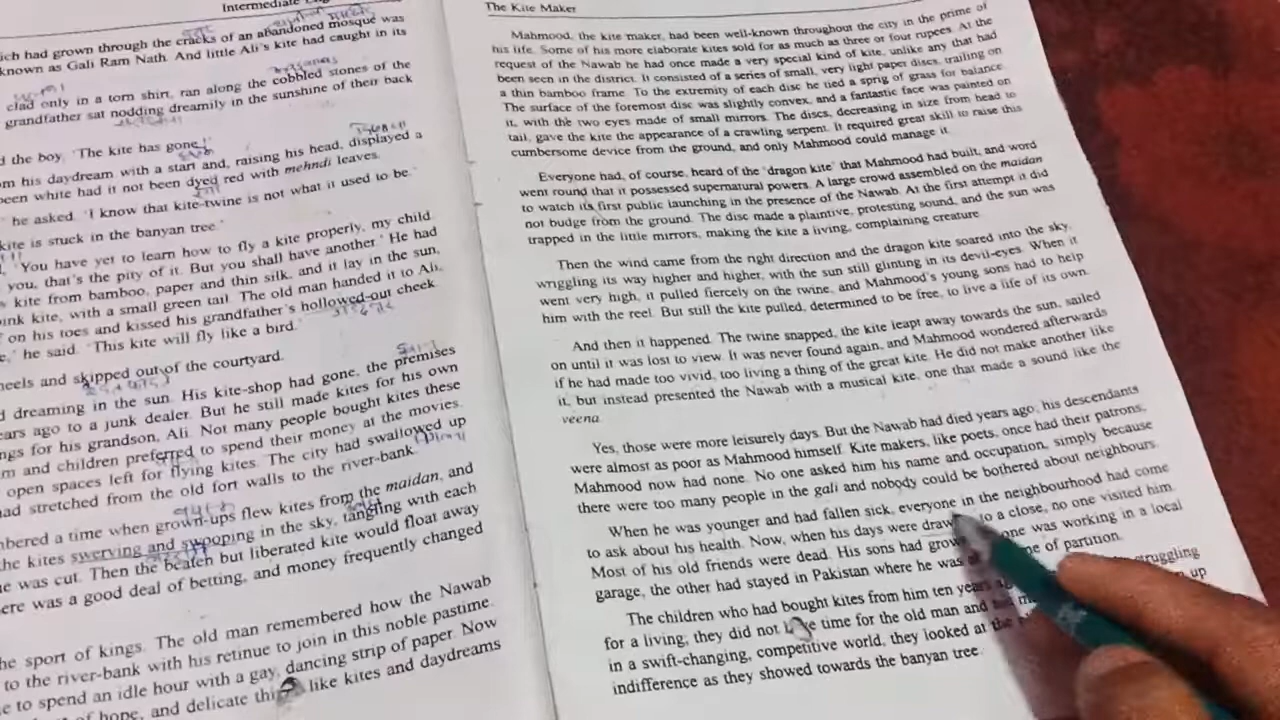 Intermediate
ich had grown through the cracks of an abandoned mosque was
known as Gali Ram Nath. And little Ali's kite had caught in its
clad only in a torn shirt, ran along the cobbled stones of the
grandfather sat nodding dreamily in the sunshine of their back
d the boy. 'The kite has gone!'
om his daydream with a start and, raising his head, displayed a
been white had it not been dyed red with mehndi leaves.
he asked. 'I know that kite-twine is not what it used to be.'
kite is stuck in the banyan tree.'
'You have yet to learn how to fly a kite properly, my child.
you, that's the pity of it. But you shall have another.' He had
kite from bamboo, paper and thin silk, and it lay in the sun,
ink kite, with a small green tail. The old man handed it to Ali,
on his toes and kissed his grandfather's hollowed-out cheek.
he said. 'This kite will fly like a bird.'
heels and skipped out of the courtyard.
d dreaming in the sun. His kite-shop had gone, the premises
ears ago to a junk dealer. But he still made kites for his own
ngs for his grandson, Ali. Not many people bought kites these
m and children preferred to spend their money at the movies.
open spaces left for flying kites. The city had swallowed up
had stretched from the old fort walls to the river-bank.
mbered a time when grown-ups flew kites from the maidan, and
the kites swerving and swooping in the sky, tangling with each
e was cut. Then the beaten but liberated kite would float away
ere was a good deal of betting, and money frequently changed
he sport of kings. The old man remembered how the Nawab
to the river-bank with his retinue to join in this noble pastime.
e to spend an idle hour with a gay, dancing strip of paper. Now
of hope, and delicate like kites and daydreams
The Kite Maker
Mahmood, the kite maker, had been well-known throughout the city in the prime of
his life. Some of his more elaborate kites sold for as much as three or four rupees. At the
request of the Nawab he had once made a very special kind of kite, unlike any that had
been seen in the district. It consisted of a series of small, very light paper discs, trailing on
a thin bamboo frame. To the extremity of each disc he tied a sprig of grass for balance.
The surface of the foremost disc was slightly convex, and a fantastic face was painted on
it, with the two eyes made of small mirrors. The discs, decreasing in size from head to
tail, gave the kite the appearance of a crawling serpent. It required great skill to raise this
cumbersome device from the ground, and only Mahmood could manage it.
Everyone had, of course, heard of the "dragon kite" that Mahmood had built, and word
went round that it possessed supernatural powers. A large crowd assembled on the maidan
to watch its first public launching in the presence of the Nawab. At the first attempt it did
not budge from the ground. The disc made a plaintive, protesting sound, and the sun was
trapped in the little mirrors, making the kite a living, complaining creature.
Then the wind came from the right direction and the dragon kite soared into the sky,
wriggling its way higher and higher, with the sun still glinting in its devil-eyes. When it
went very high, it pulled fiercely on the twine, and Mahmood's young sons had to help
him with the reel. But still the kite pulled, determined to be free, to live a life of its own.
And then it happened. The twine snapped, the kite leapt away towards the sun, sailed
on until it was lost to view. It was never found again, and Mahmood wondered afterwards
if he had made too vivid, too living a thing of the great kite. He did not make another like
it, but instead presented the Nawab with a musical kite, one that made a sound like the
veena.
Yes, those were more leisurely days. But the Nawab had died years ago; his descendants
were almost as poor as Mahmood himself. Kite makers, like poets, once had their patrons;
Mahmood now had none. No one asked him his name and occupation, simply because
there were too many people in the gali and nobody could be bothered about neighbours.
When he was younger and had fallen sick, everyone in the neighbourhood had come
to ask about his health. Now, when his days were to a close, no one visited him.
Most of his old friends were dead. His sons had one was working in a local
garage, the other had stayed in Pakistan where he was of partition.
The children who had bought kites from him ten years struggling
for a living; they did not time for the old man and up
in a swift-changing, competitive world, they looked at the
indifference as they showed towards the banyan tree.